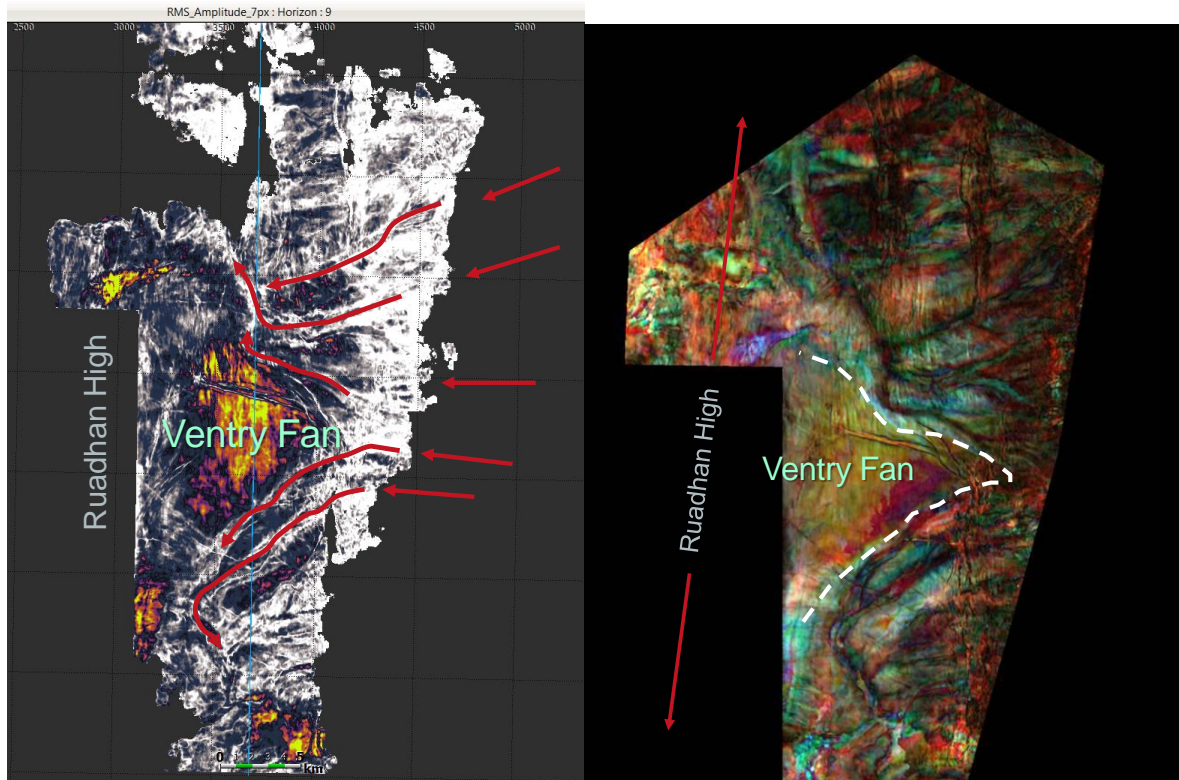 RMS_Amplitude_7px : Horizon : 9
2500 3000 3500 4000 4500 5000
Ruadhan High
Ventry Fan
0 1 2 3 4 5
km
Ruadhan High
Ventry Fan